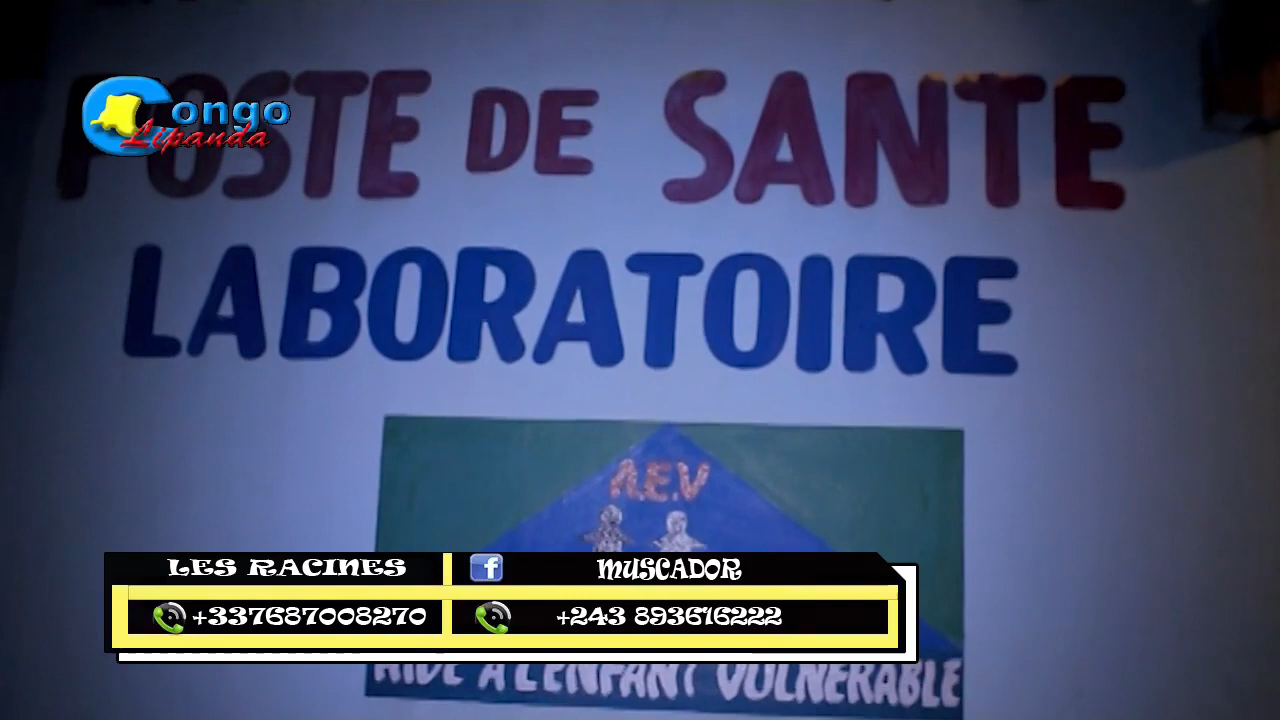 Congo
Lipanda
POSTE DE SANTE
LABORATOIRE
A.E.V
LES RACINES
MUSCADOR
+337687008270
+243 893616222
AIDE A L'ENFANT VULNERABLE